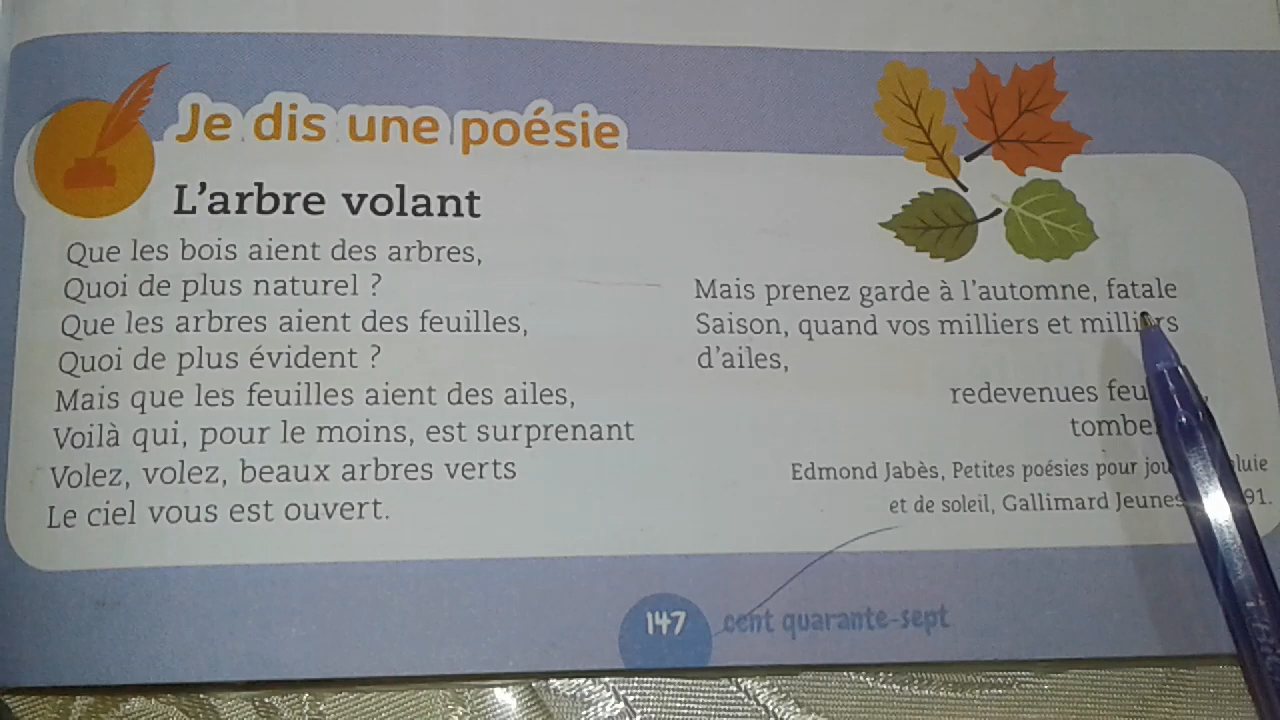 Je dis une poésie
L'arbre volant
Que les bois aient des arbres,
Quoi de plus naturel ?
Que les arbres aient des feuilles,
Quoi de plus évident ?
Mais que les feuilles aient des ailes,
Voilà qui, pour le moins, est surprenant
Volez, volez, beaux arbres verts
Le ciel vous est ouvert.
Mais prenez garde à l'automne, fatale
Saison, quand vos milliers et milliers
d'ailes,
redevenues
Edmond Jabès, Petites poésies pour
et de soleil, Gallimard
147 cent quarante-sept